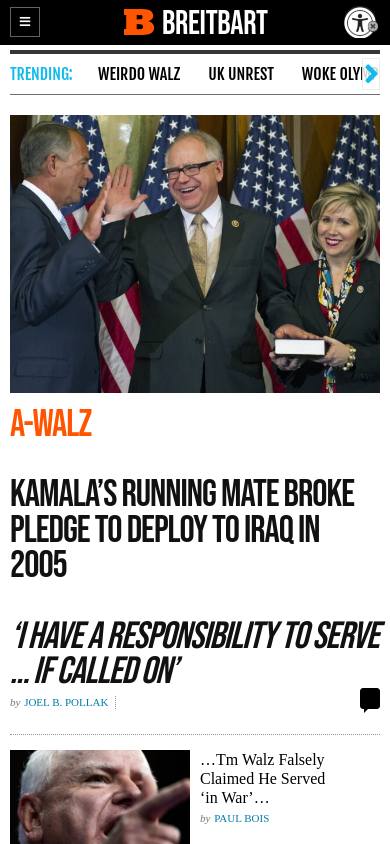 BREITBART
TRENDING: WEIRDO WALZ UK UNREST WOKE
A-WALZ
KAMALA’S RUNNING MATE BROKE
PLEDGE TO DEPLOY TO IRAQ IN
2005
‘I HAVE A RESPONSIBILITY TO SERVE
… IF CALLED ON’
by JOEL B. POLLAK
…Tm Walz Falsely
Claimed He Served
‘in War’…
by PAUL BOIS